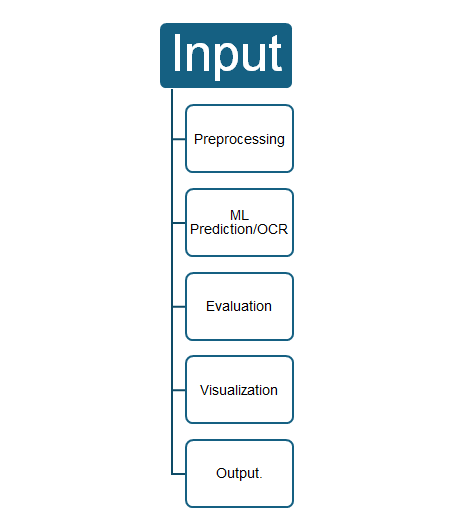 Input
Preprocessing
ML
Prediction/OCR
Evaluation
Visualization
Output.